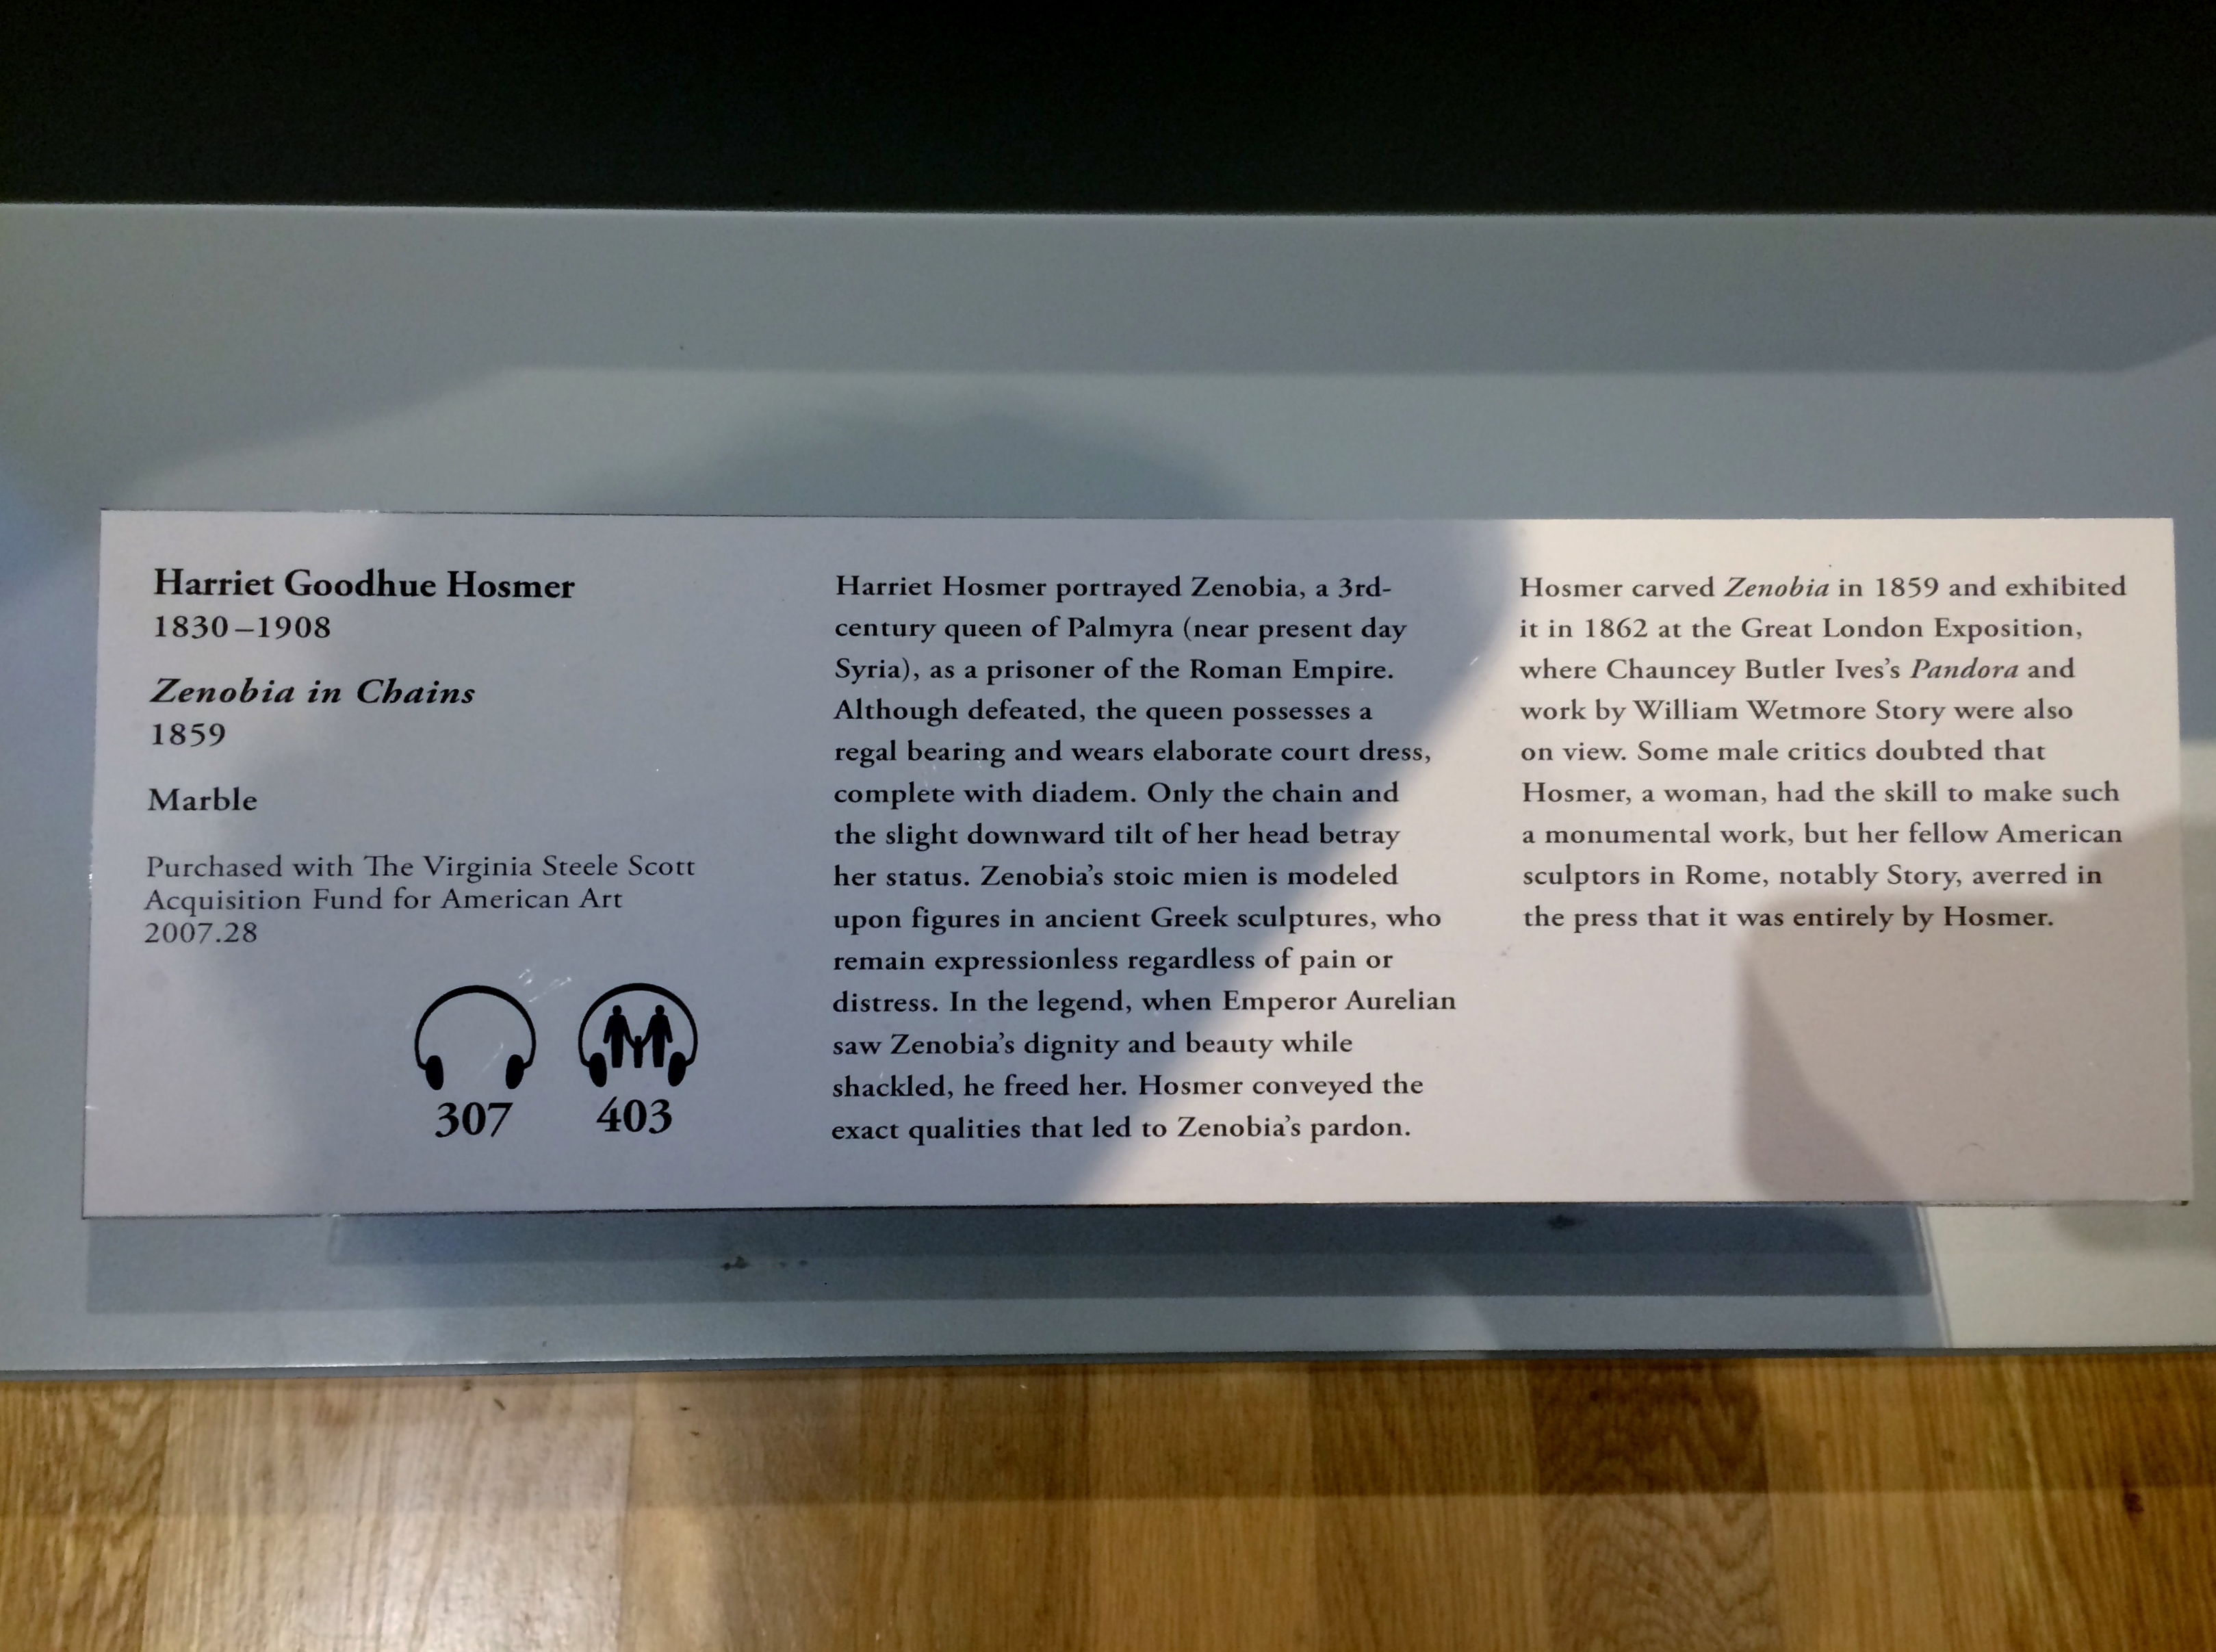 Harriet Goodhue Hosmer
1830–1908
Zenobia in Chains
1859
Marble
Purchased with The Virginia Steele Scott
Acquisition Fund for American Art
2007.28
307
403
Harriet Hosmer portrayed Zenobia, a 3rd-
century queen of Palmyra (near present day
Syria), as a prisoner of the Roman Empire.
Although defeated, the queen possesses a
regal bearing and wears elaborate court dress,
complete with diadem. Only the chain and
the slight downward tilt of her head betray
her status. Zenobia’s stoic mien is modeled
upon figures in ancient Greek sculptures, who
remain expressionless regardless of pain or
distress. In the legend, when Emperor Aurelian
saw Zenobia’s dignity and beauty while
shackled, he freed her. Hosmer conveyed the
exact qualities that led to Zenobia’s pardon.
Hosmer carved Zenobia in 1859 and exhibited
it in 1862 at the Great London Exposition,
where Chauncey Butler Ives’s Pandora and
work by William Wetmore Story were also
on view. Some male critics doubted that
Hosmer, a woman, had the skill to make such
a monumental work, but her fellow American
sculptors in Rome, notably Story, averred in
the press that it was entirely by Hosmer.